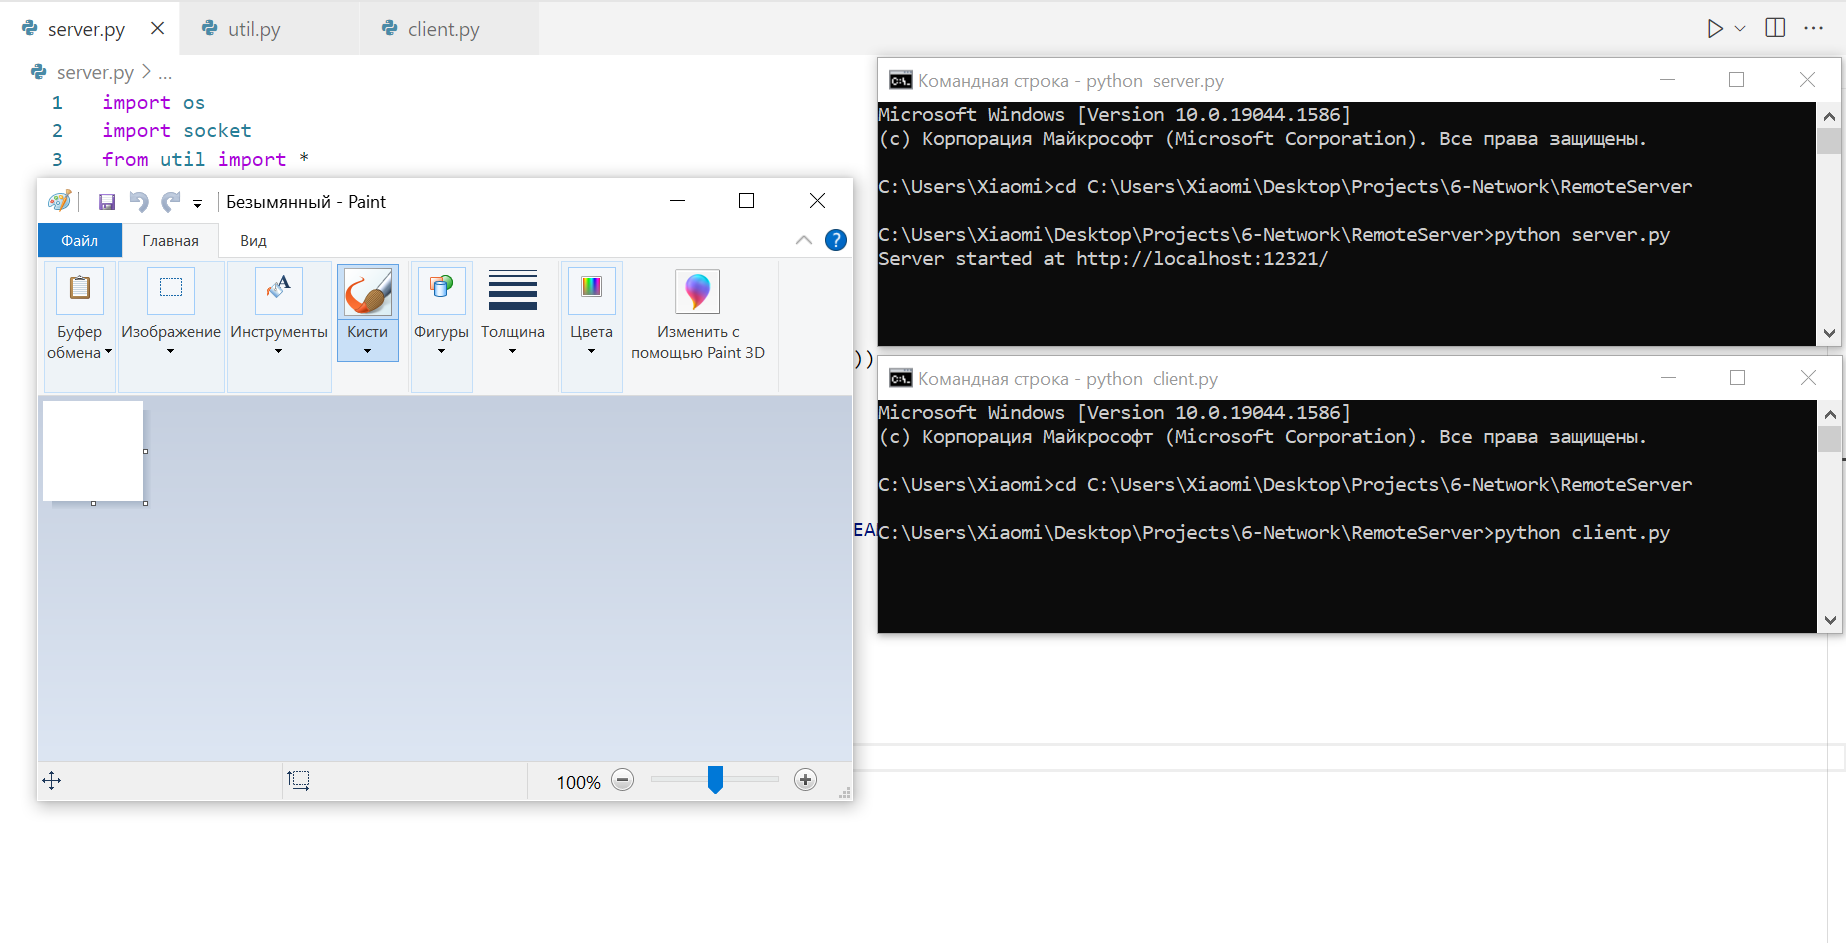 server.py
util.py
client.py
server.py > ...
1 import os
2 import socket
3 from util import *
Безымянный - Paint
Файл
Главная
Вид
Буфер обмена
Изображение
Инструменты
Кисти
Фигуры
Толщина
Цвета
Изменить с помощью Paint 3D
100%
))
EA
Командная строка - python  server.py
Microsoft Windows [Version 10.0.19044.1586]
(c) Корпорация Майкрософт (Microsoft Corporation). Все права защищены.
C:\Users\Xiaomi>cd C:\Users\Xiaomi\Desktop\Projects\6-Network\RemoteServer
C:\Users\Xiaomi\Desktop\Projects\6-Network\RemoteServer>python server.py
Server started at http://localhost:12321/
Командная строка - python  client.py
Microsoft Windows [Version 10.0.19044.1586]
(c) Корпорация Майкрософт (Microsoft Corporation). Все права защищены.
C:\Users\Xiaomi>cd C:\Users\Xiaomi\Desktop\Projects\6-Network\RemoteServer
C:\Users\Xiaomi\Desktop\Projects\6-Network\RemoteServer>python client.py